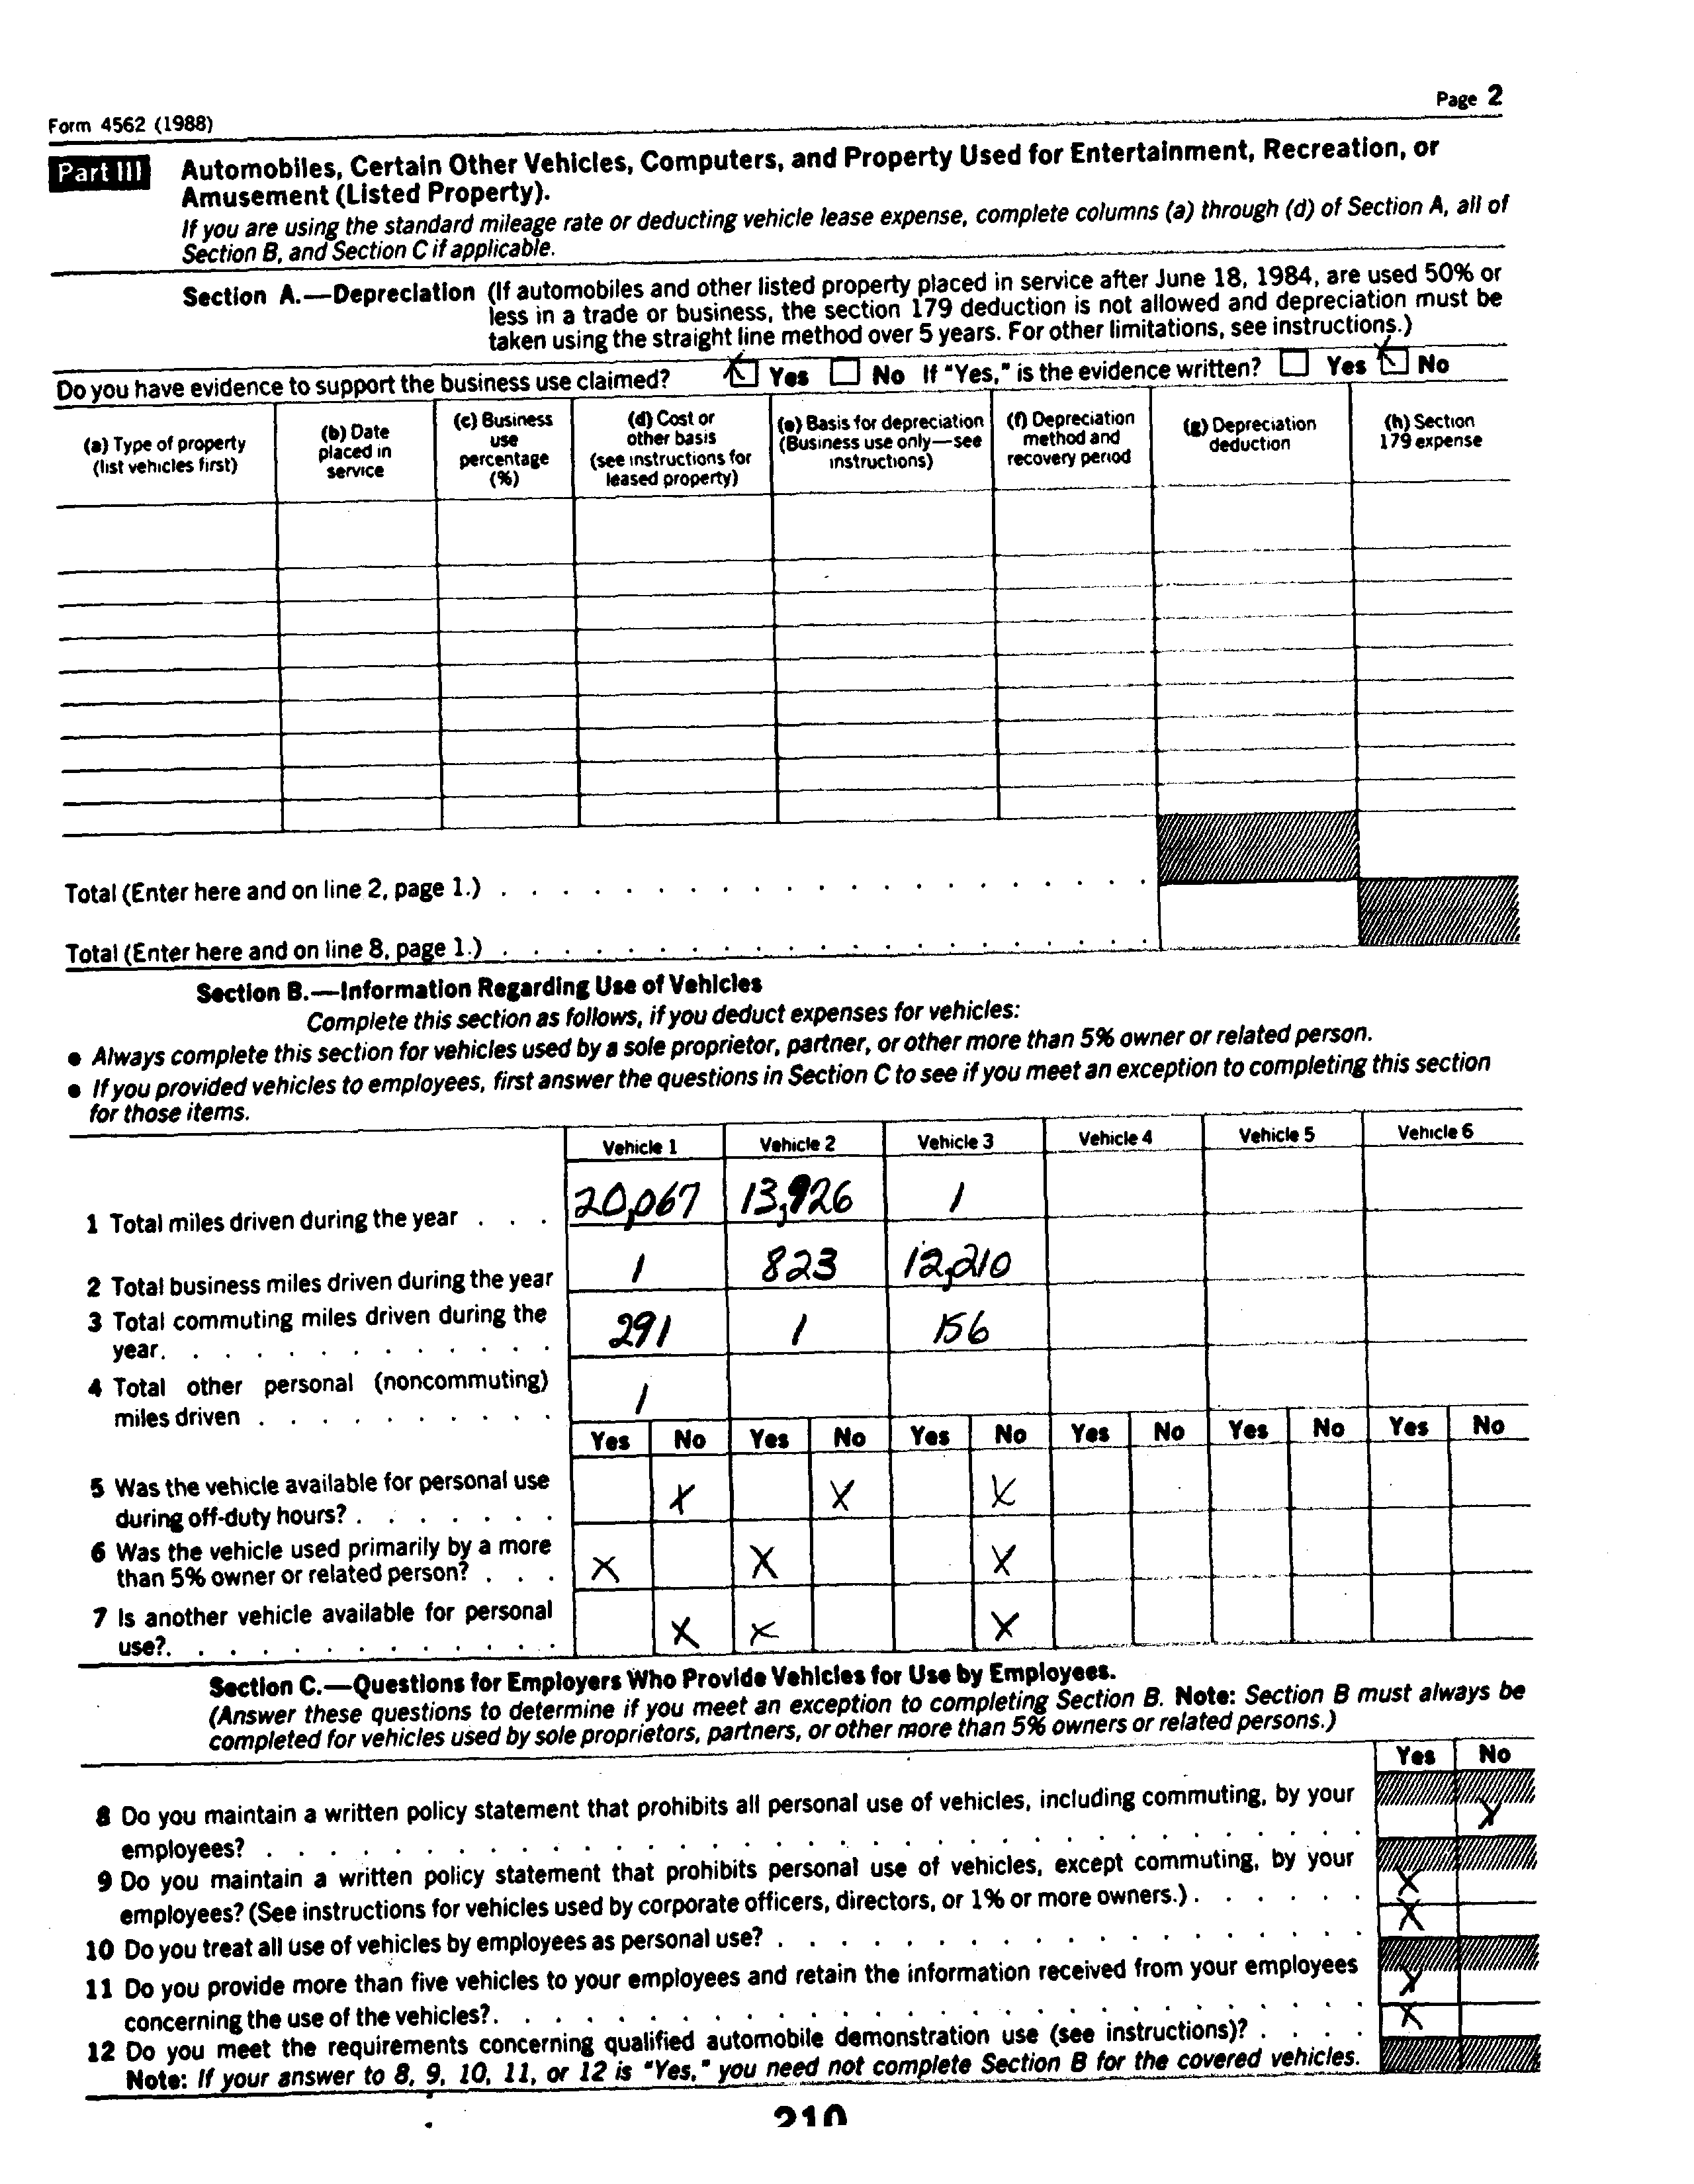 Form 4562 (1988)
Page 2
Part III Automobiles, Certain Other Vehicles, Computers, and Property Used for Entertainment, Recreation, or
Amusement (Listed Property).
If you are using the standard mileage rate or deducting vehicle lease expense, complete columns (a) through (d) of Section A, all of
Section B, and Section C if applicable.
Section A.—Depreciation (If automobiles and other listed property placed in service after June 18, 1984, are used 50% or
less in a trade or business, the section 179 deduction is not allowed and depreciation must be
taken using the straight line method over 5 years. For other limitations, see instructions.)
Do you have evidence to support the business use claimed? X Yes No If "Yes," is the evidence written? Yes X No
(a) Type of property
(list vehicles first)
(b) Date
placed in
service
(c) Business
use
percentage
(%)
(d) Cost or
other basis
(see instructions for
leased property)
(e) Basis for depreciation
(Business use only—see
instructions)
(f) Depreciation
method and
recovery period
(g) Depreciation
deduction
(h) Section
179 expense
Total (Enter here and on line 2, page 1.) . . . . . . . . . . . . . . . . . . . . .
Total (Enter here and on line 8, page 1.) . . . . . . . . . . . . . . . . . . . . .
Section B.—Information Regarding Use of Vehicles
Complete this section as follows, if you deduct expenses for vehicles:
● Always complete this section for vehicles used by a sole proprietor, partner, or other more than 5% owner or related person.
● If you provided vehicles to employees, first answer the questions in Section C to see if you meet an exception to completing this section
for those items.
Vehicle 1 Vehicle 2 Vehicle 3 Vehicle 4 Vehicle 5 Vehicle 6
1 Total miles driven during the year . . . 20,067 13,926 1
2 Total business miles driven during the year 1 823 12,210
3 Total commuting miles driven during the
year. . . . . . . . . . . . . 291 1 156
4 Total other personal (noncommuting)
miles driven . . . . . . . . . . 1
Yes No Yes No Yes No Yes No Yes No Yes No
5 Was the vehicle available for personal use
during off-duty hours? . . . . . . . X X X
6 Was the vehicle used primarily by a more
than 5% owner or related person? . . . X X X
7 Is another vehicle available for personal
use?. . . . . . . . . . . . . X X X
Section C.—Questions for Employers Who Provide Vehicles for Use by Employees.
(Answer these questions to determine if you meet an exception to completing Section B. Note: Section B must always be
completed for vehicles used by sole proprietors, partners, or other more than 5% owners or related persons.)
Yes No
8 Do you maintain a written policy statement that prohibits all personal use of vehicles, including commuting, by your
employees? . . . . . . . . . . . . . . . . . . . . . . . . . . . . . . . . . . X
9 Do you maintain a written policy statement that prohibits personal use of vehicles, except commuting, by your
employees? (See instructions for vehicles used by corporate officers, directors, or 1% or more owners.) . . . . . . X
10 Do you treat all use of vehicles by employees as personal use? . . . . . . . . . . . . . . . . . . . X
11 Do you provide more than five vehicles to your employees and retain the information received from your employees
concerning the use of the vehicles?. . . . . . . . . . . . . . . . . . . . . . . . . . . . X
12 Do you meet the requirements concerning qualified automobile demonstration use (see instructions)? . . . . X
Note: If your answer to 8, 9, 10, 11, or 12 is "Yes," you need not complete Section B for the covered vehicles.
210